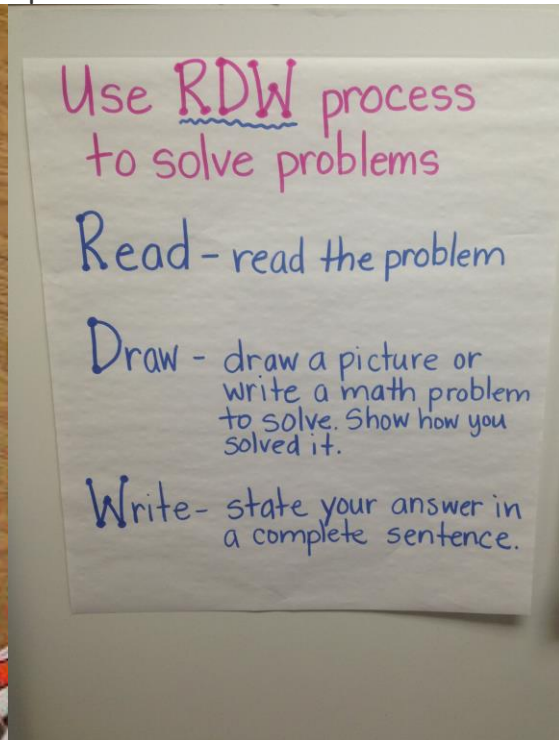 Use RDW process
to solve problems
Read - read the problem
Draw - draw a picture or
write a math problem
to solve. Show how you
solved it.
Write - state your answer in
a complete sentence.